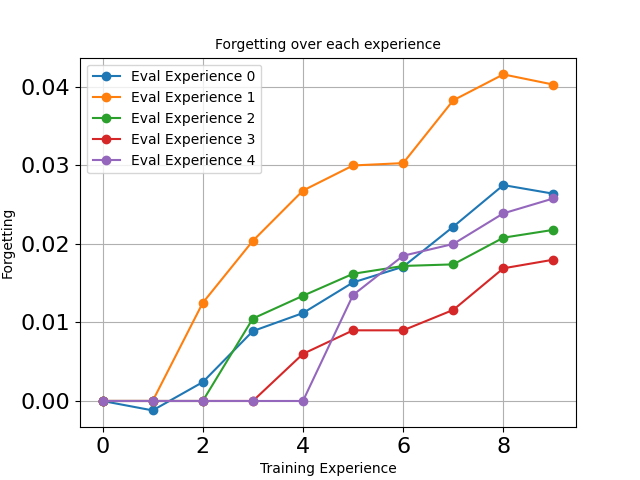 Forgetting over each experience
Eval Experience 0
Eval Experience 1
Eval Experience 2
Eval Experience 3
Eval Experience 4
0.04
0.03
0.02
0.01
0.00
Forgetting
0 2 4 6 8
Training Experience